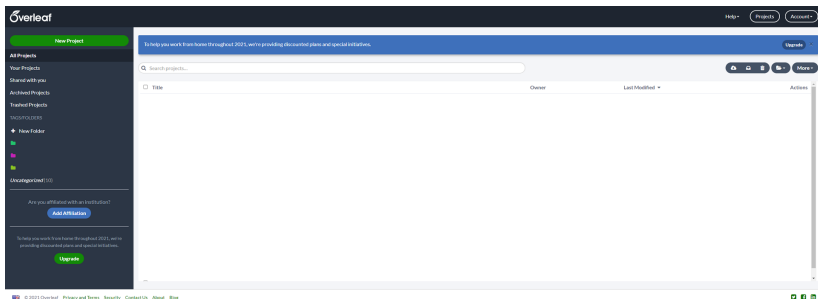 Overleaf
Help
Projects
Account
New Project
All Projects
Your Projects
Shared with you
Archived Projects
Trashed Projects
TAGS/FOLDERS
+ New Folder
Uncategorized (10)
Are you affiliated with an institution?
Add Affiliation
To help you work from home throughout 2021, we're
providing discounted plans and special initiatives.
Upgrade
To help you work from home throughout 2021, we're providing discounted plans and special initiatives.
Upgrade
Search projects...
More
Title Owner Last Modified Actions
...
© 2021 Overleaf Privacy and Terms Security Contact Us About Blog